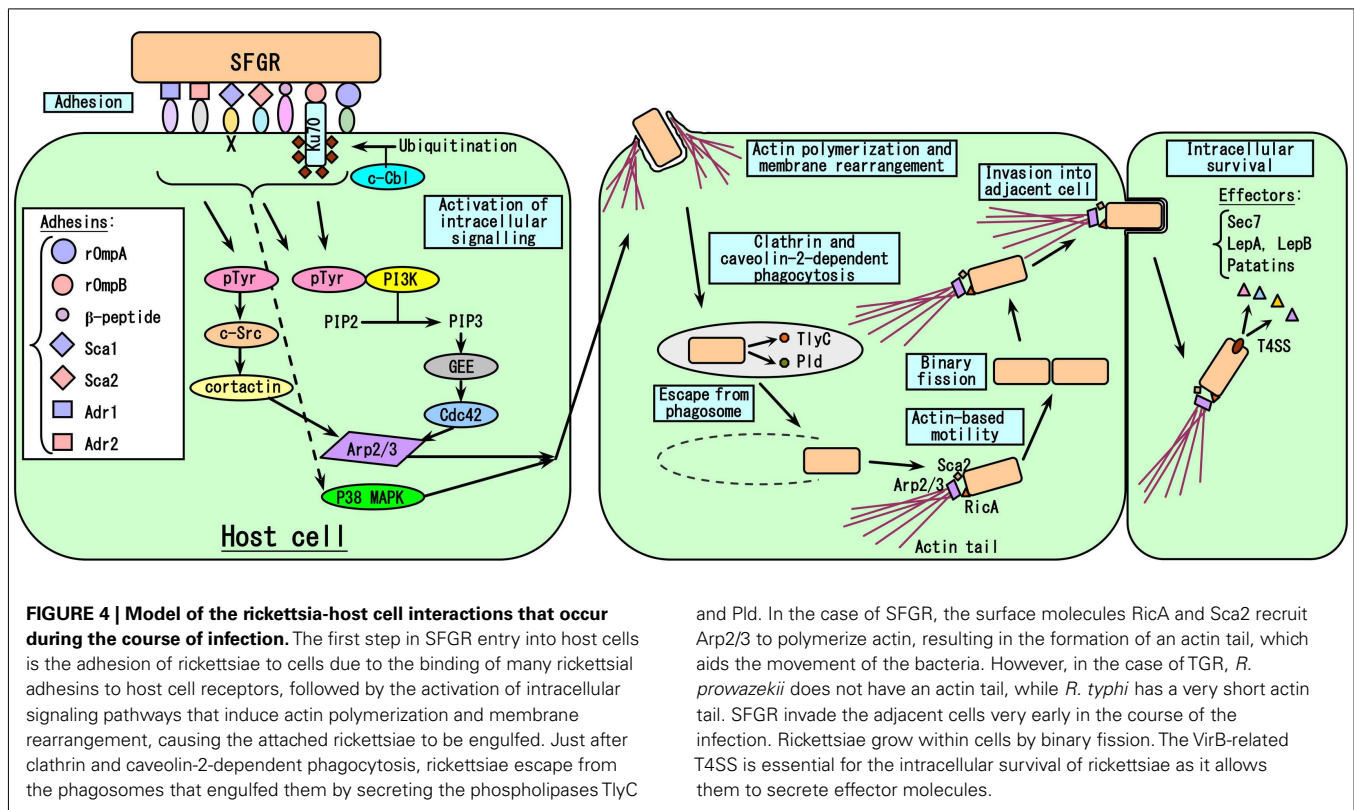 SFGR
Adhesion
Ku70
X
Ubiquitination
c-Cbl
Activation of
intracellular
signalling
Adhesins:
rOmpA
rOmpB
β-peptide
Sca1
Sca2
Adr1
Adr2
pTyr
pTyr
PI3K
PIP2
PIP3
c-Src
GEE
cortactin
Cdc42
Arp2/3
P38 MAPK
Host cell
Actin polymerization and
membrane rearrangement
Clathrin and
caveolin-2-dependent
phagocytosis
TlyC
Pld
Escape from
phagosome
Sca2
Arp2/3
RicA
Actin tail
Actin-based
motility
Binary
fission
Invasion into
adjacent cell
Intracellular
survival
Effectors:
Sec7
LepA, LepB
Patatins
T4SS
FIGURE 4 | Model of the rickettsia-host cell interactions that occur
during the course of infection. The first step in SFGR entry into host cells
is the adhesion of rickettsiae to cells due to the binding of many rickettsial
adhesins to host cell receptors, followed by the activation of intracellular
signaling pathways that induce actin polymerization and membrane
rearrangement, causing the attached rickettsiae to be engulfed. Just after
clathrin and caveolin-2-dependent phagocytosis, rickettsiae escape from
the phagosomes that engulfed them by secreting the phospholipases TlyC
and Pld. In the case of SFGR, the surface molecules RicA and Sca2 recruit
Arp2/3 to polymerize actin, resulting in the formation of an actin tail, which
aids the movement of the bacteria. However, in the case of TGR, R.
prowazekii does not have an actin tail, while R. typhi has a very short actin
tail. SFGR invade the adjacent cells very early in the course of the
infection. Rickettsiae grow within cells by binary fission. The VirB-related
T4SS is essential for the intracellular survival of rickettsiae as it allows
them to secrete effector molecules.